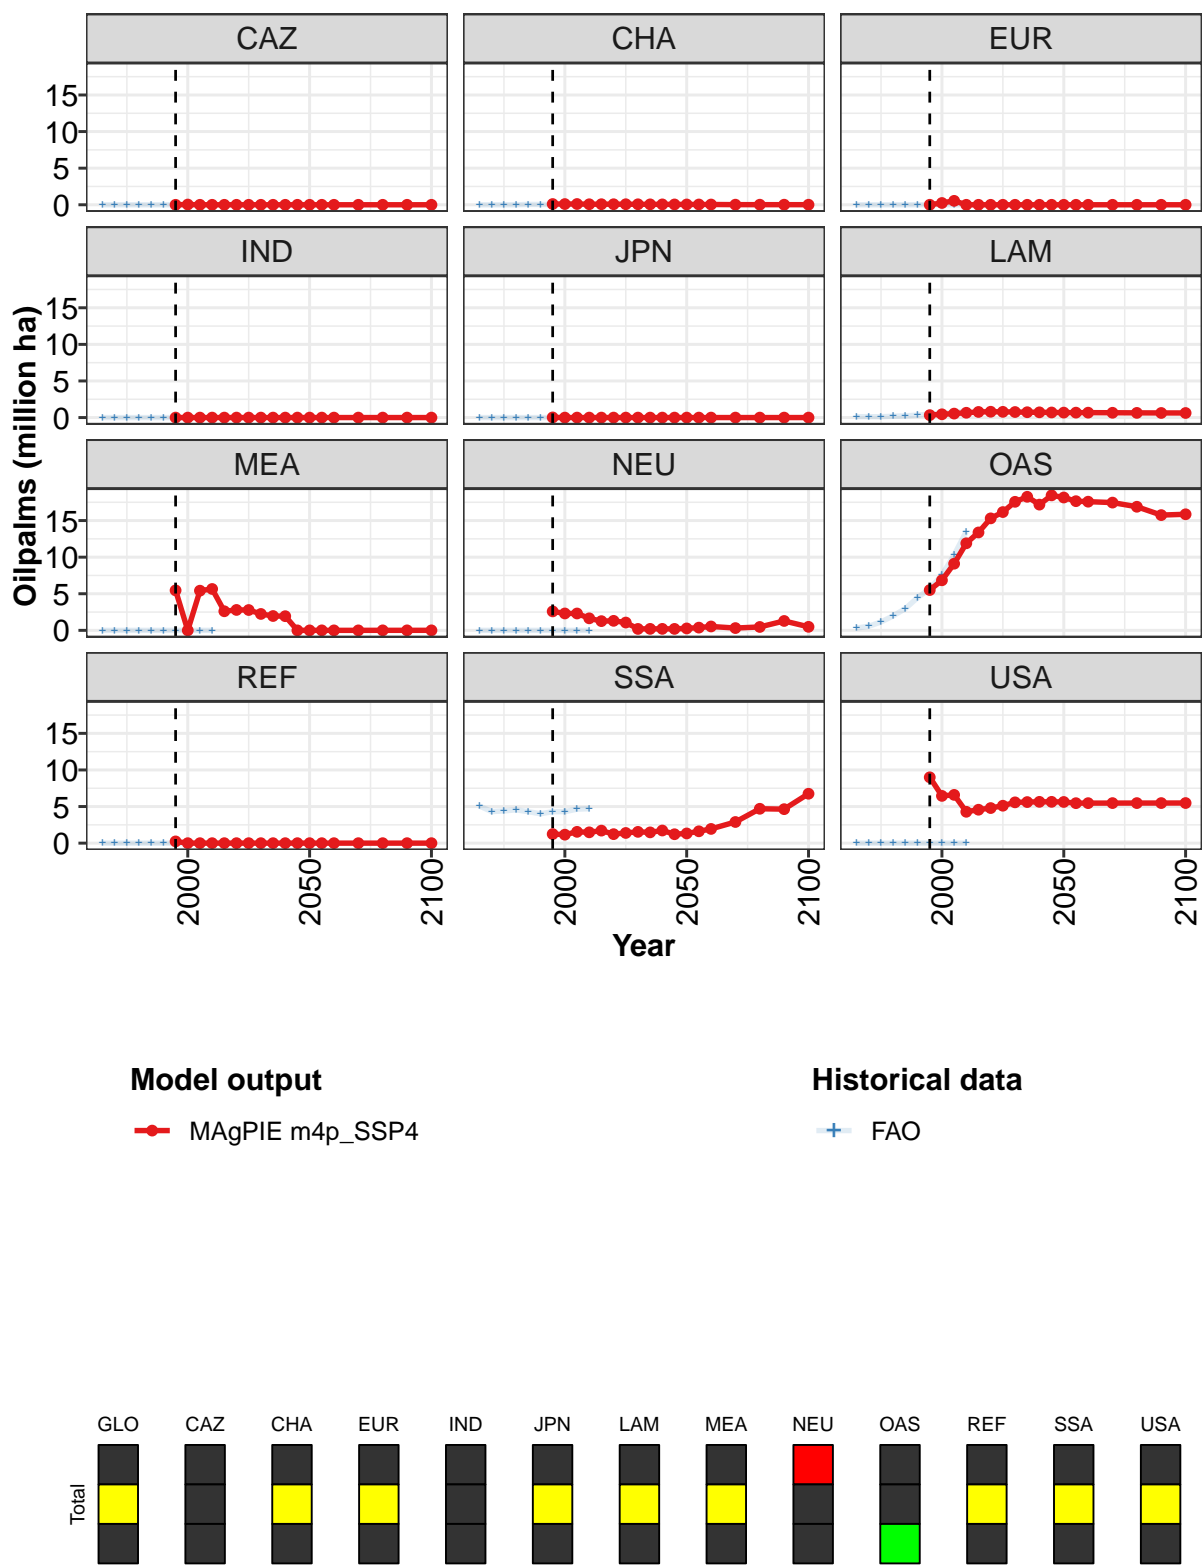 CAZ CHA EUR
15
10
5
0
IND JPN LAM
15
10
5
0
MEA NEU OAS
15
10
5
0
REF SSA USA
15
10
5
0
2000 2050 2100 2000 2050 2100 2000 2050 2100
Oilpalms (million ha)
Year
Model output Historical data
MAgPIE m4p_SSP4 FAO
GLO CAZ CHA EUR IND JPN LAM MEA NEU OAS REF SSA USA
Total